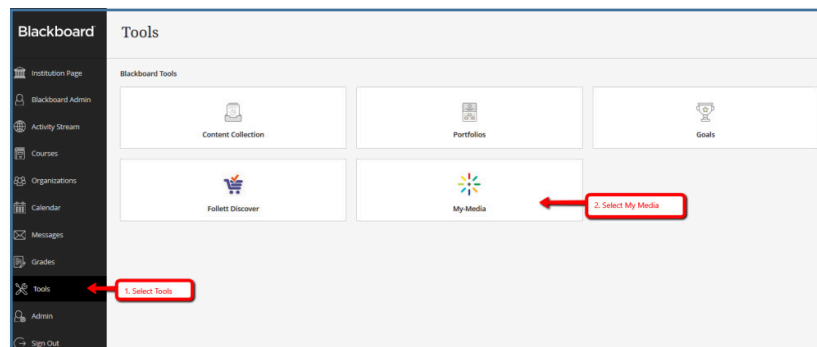 Blackboard
Institution Page
Blackboard Admin
Activity Stream
Courses
Organizations
Calendar
Messages
Grades
Tools
Admin
Sign Out
Tools
Blackboard Tools
Content Collection
Portfolios
Goals
Follett Discover
My-Media
2. Select My Media
1. Select Tools